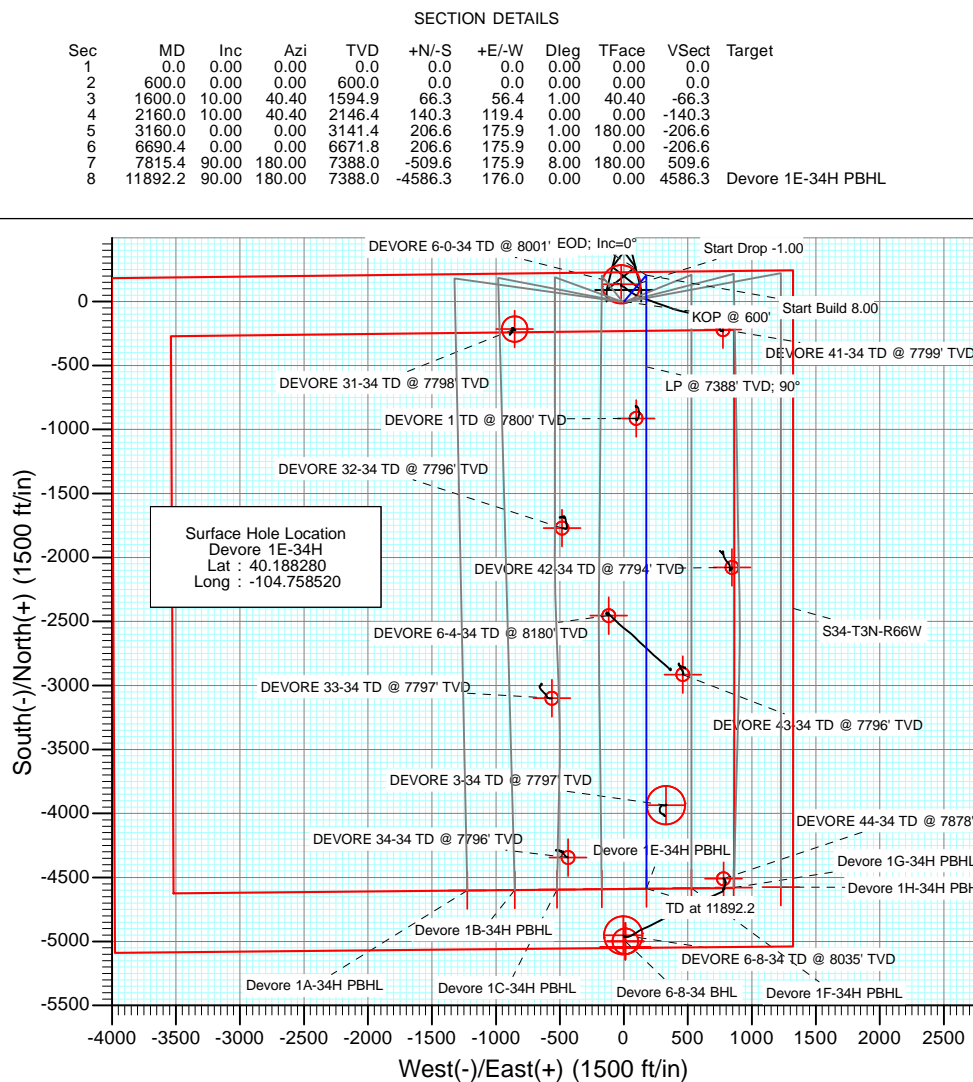 SECTION DETAILS
Sec MD Inc Azi TVD +N/-S +E/-W Dleg TFace VSect Target
1 0.0 0.00 0.00 0.0 0.0 0.0 0.00 0.00 0.0
2 600.0 0.00 0.00 600.0 0.0 0.0 0.00 0.00 0.0
3 1600.0 10.00 40.40 1594.9 66.3 56.4 1.00 40.40 -66.3
4 2160.0 10.00 40.40 2146.4 140.3 119.4 0.00 0.00 -140.3
5 3160.0 0.00 0.00 3141.4 206.6 175.9 1.00 180.00 -206.6
6 6690.4 0.00 0.00 6671.8 206.6 175.9 0.00 0.00 -206.6
7 7815.4 90.00 180.00 7388.0 -509.6 175.9 8.00 180.00 509.6
8 11892.2 90.00 180.00 7388.0 -4586.3 176.0 0.00 0.00 4586.3 Devore 1E-34H PBHL
DEVORE 6-0-34 TD @ 8001'
EOD; Inc=0°
Start Drop -1.00
Start Build 8.00
KOP @ 600'
DEVORE 41-34 TD @ 7799' TVD
DEVORE 31-34 TD @ 7798' TVD
LP @ 7388' TVD; 90°
DEVORE 1 TD @ 7800' TVD
DEVORE 32-34 TD @ 7796' TVD
Surface Hole Location
Devore 1E-34H
Lat : 40.188280
Long : -104.758520
DEVORE 42-34 TD @ 7794' TVD
DEVORE 6-4-34 TD @ 8180' TVD
S34-T3N-R66W
DEVORE 33-34 TD @ 7797' TVD
DEVORE 43-34 TD @ 7796' TVD
DEVORE 3-34 TD @ 7797' TVD
DEVORE 44-34 TD @ 7878'
DEVORE 34-34 TD @ 7796' TVD
Devore 1E-34H PBHL
Devore 1G-34H PBHL
Devore 1H-34H PBHL
TD at 11892.2
Devore 1B-34H PBHL
DEVORE 6-8-34 TD @ 8035' TVD
Devore 1A-34H PBHL
Devore 1C-34H PBHL
Devore 6-8-34 BHL
Devore 1F-34H PBHL
0
-500
-1000
-1500
-2000
-2500
-3000
-3500
-4000
-4500
-5000
-5500
South(-)/North(+) (1500 ft/in)
-4000 -3500 -3000 -2500 -2000 -1500 -1000 -500 0 500 1000 1500 2000 2500
West(-)/East(+) (1500 ft/in)